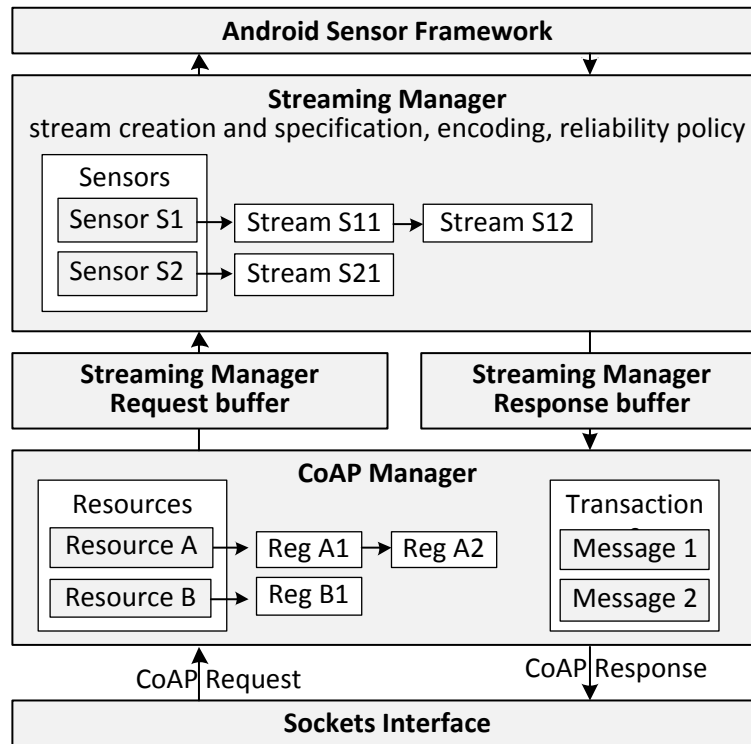 Android Sensor Framework
Streaming Manager
stream creation and specification, encoding, reliability policy
Sensors
Sensor S1
Stream S11
Stream S12
Sensor S2
Stream S21
Streaming Manager
Request buffer
Streaming Manager
Response buffer
CoAP Manager
Resources
Resource A
Reg A1
Reg A2
Resource B
Reg B1
Transaction
Message 1
Message 2
CoAP Request
CoAP Response
Sockets Interface